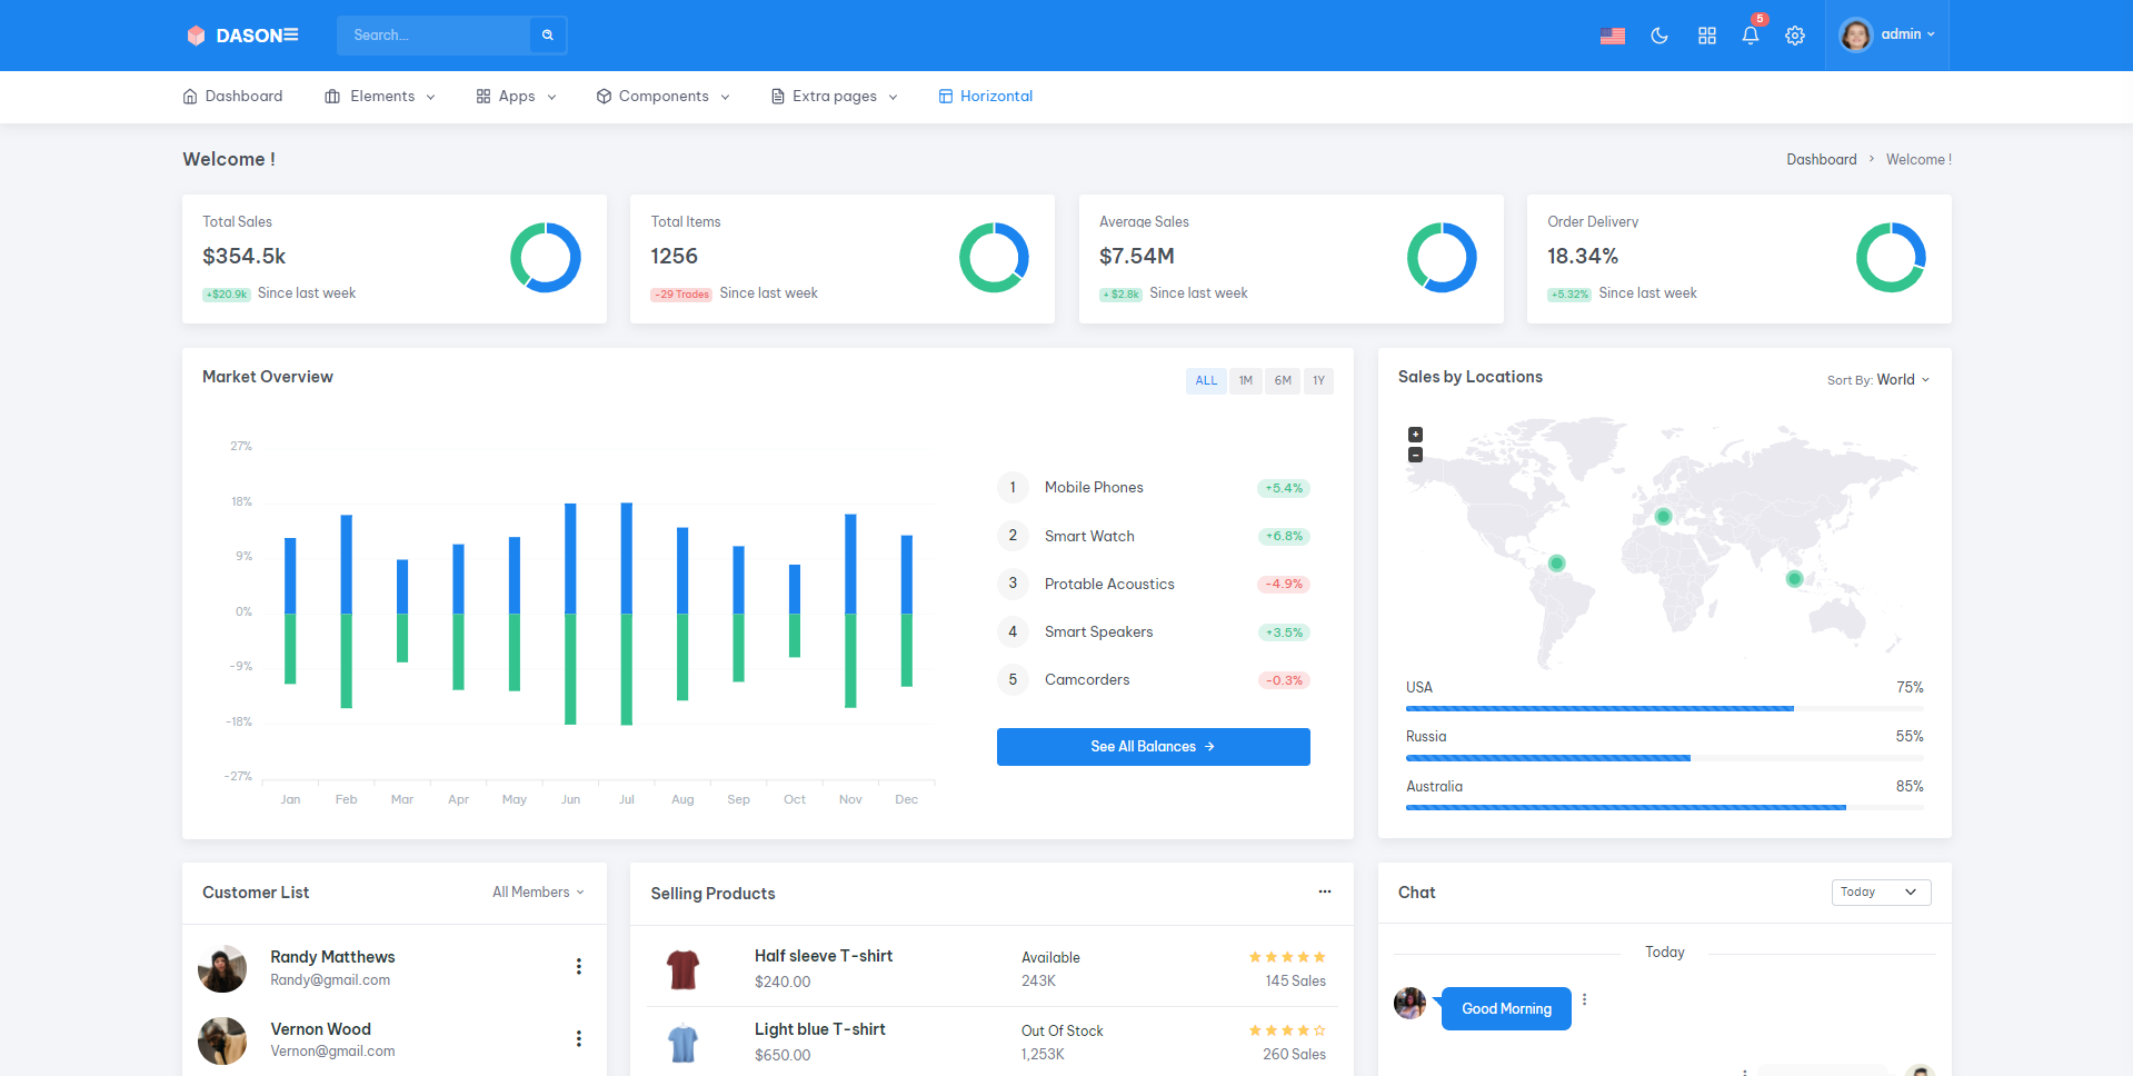 DASON
Search...
5
admin
Dashboard
Elements
Apps
Components
Extra pages
Horizontal
Welcome !
Dashboard > Welcome !
Total Sales
$354.5k
+$20.9k Since last week
Total Items
1256
-29 Trades Since last week
Average Sales
$7.54M
+ $2.8k Since last week
Order Delivery
18.34%
+5.32% Since last week
Market Overview
ALL 1M 6M 1Y
27%
18%
9%
0%
-9%
-18%
-27%
Jan Feb Mar Apr May Jun Jul Aug Sep Oct Nov Dec
1 Mobile Phones +5.4%
2 Smart Watch +6.8%
3 Protable Acoustics -4.9%
4 Smart Speakers +3.5%
5 Camcorders -0.3%
See All Balances →
Sales by Locations
Sort By: World
+
−
USA 75%
Russia 55%
Australia 85%
Customer List
All Members
Randy Matthews
Randy@gmail.com
Vernon Wood
Vernon@gmail.com
Selling Products
Half sleeve T-shirt
$240.00
Available
243K
145 Sales
Light blue T-shirt
$650.00
Out Of Stock
1,253K
260 Sales
Chat
Today
Today
Good Morning